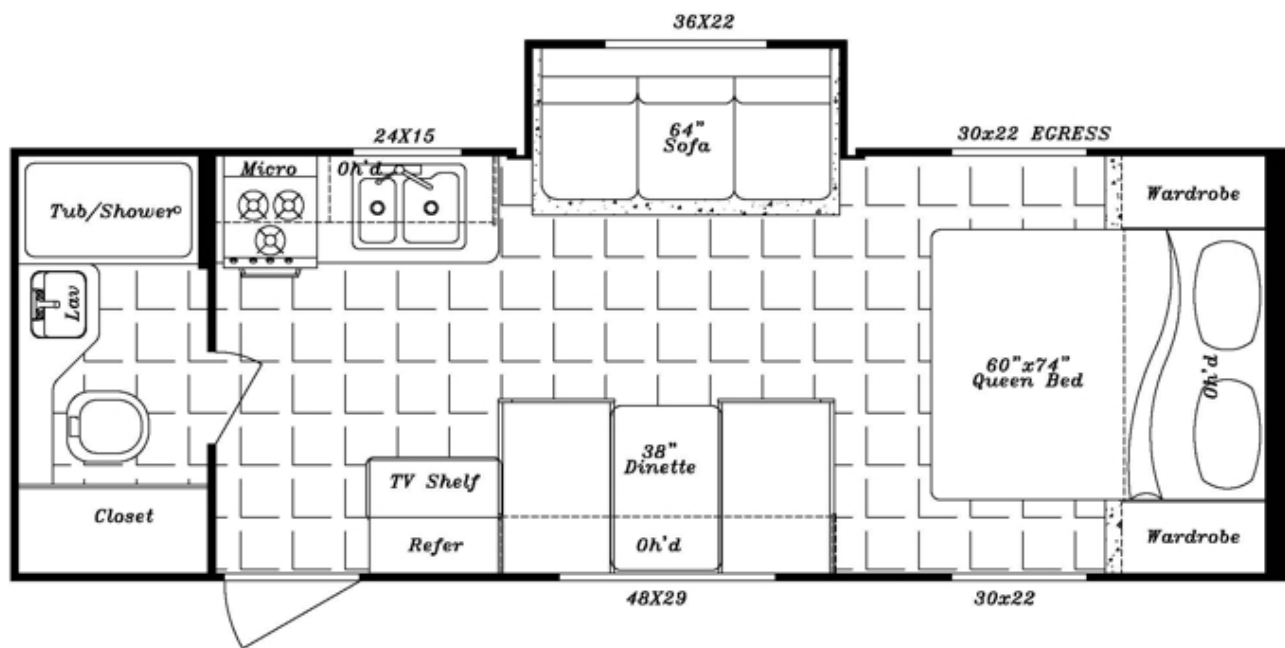 36X22
24X15
30x22 EGRESS
64"
Sofa
Micro
Oh'd
Tub/Shower
Wardrobe
Lav
60"x74"
Queen Bed
Oh'd
38"
Dinette
TV Shelf
Closet
Refer
Oh'd
Wardrobe
48X29
30x22